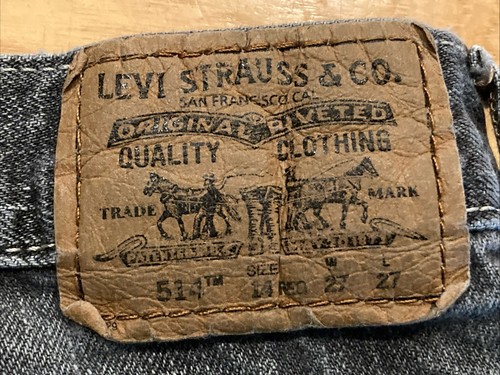 LEVI STRAUSS & CO.
SAN FRANCISCO CAL
ORIGINAL RIVETED
QUALITY CLOTHING
TRADE MARK
SIZE W L
514™ 14 REG 27 27